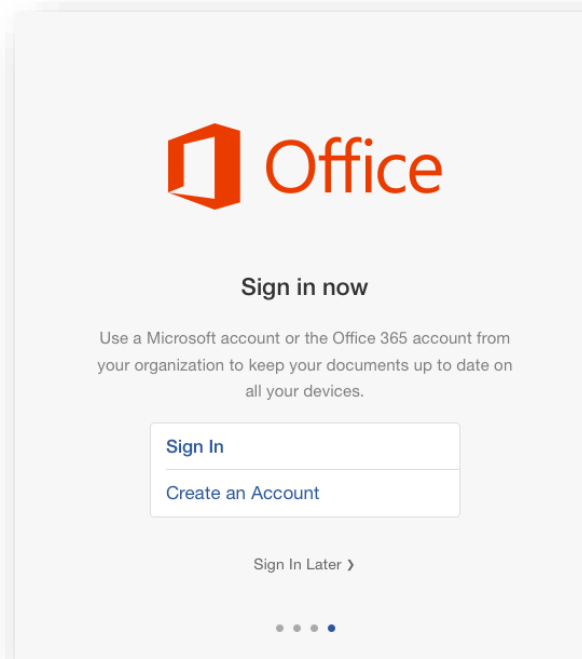 Office
Sign in now
Use a Microsoft account or the Office 365 account from
your organization to keep your documents up to date on
all your devices.
Sign In
Create an Account
Sign In Later ❯